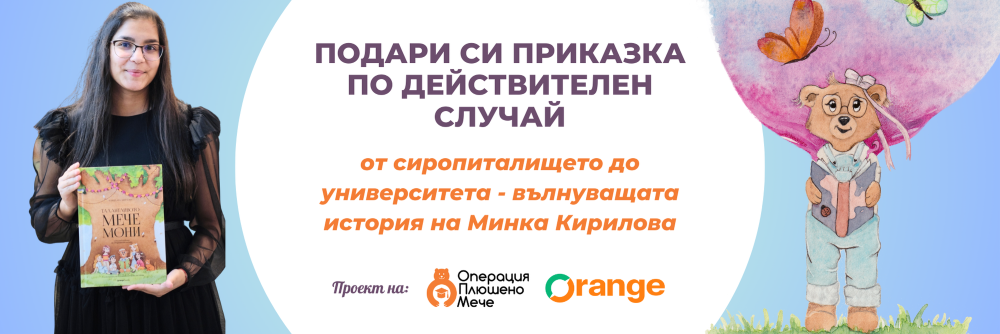 ПОДАРИ СИ ПРИКАЗКА
ПО ДЕЙСТВИТЕЛЕН
СЛУЧАЙ
от сиропиталището до
университета - вълнуващата
история на Минка Кирилова
Проект на:
Операция
Плюшено
Мече
Orange
МЕЧЕ
МОНИ